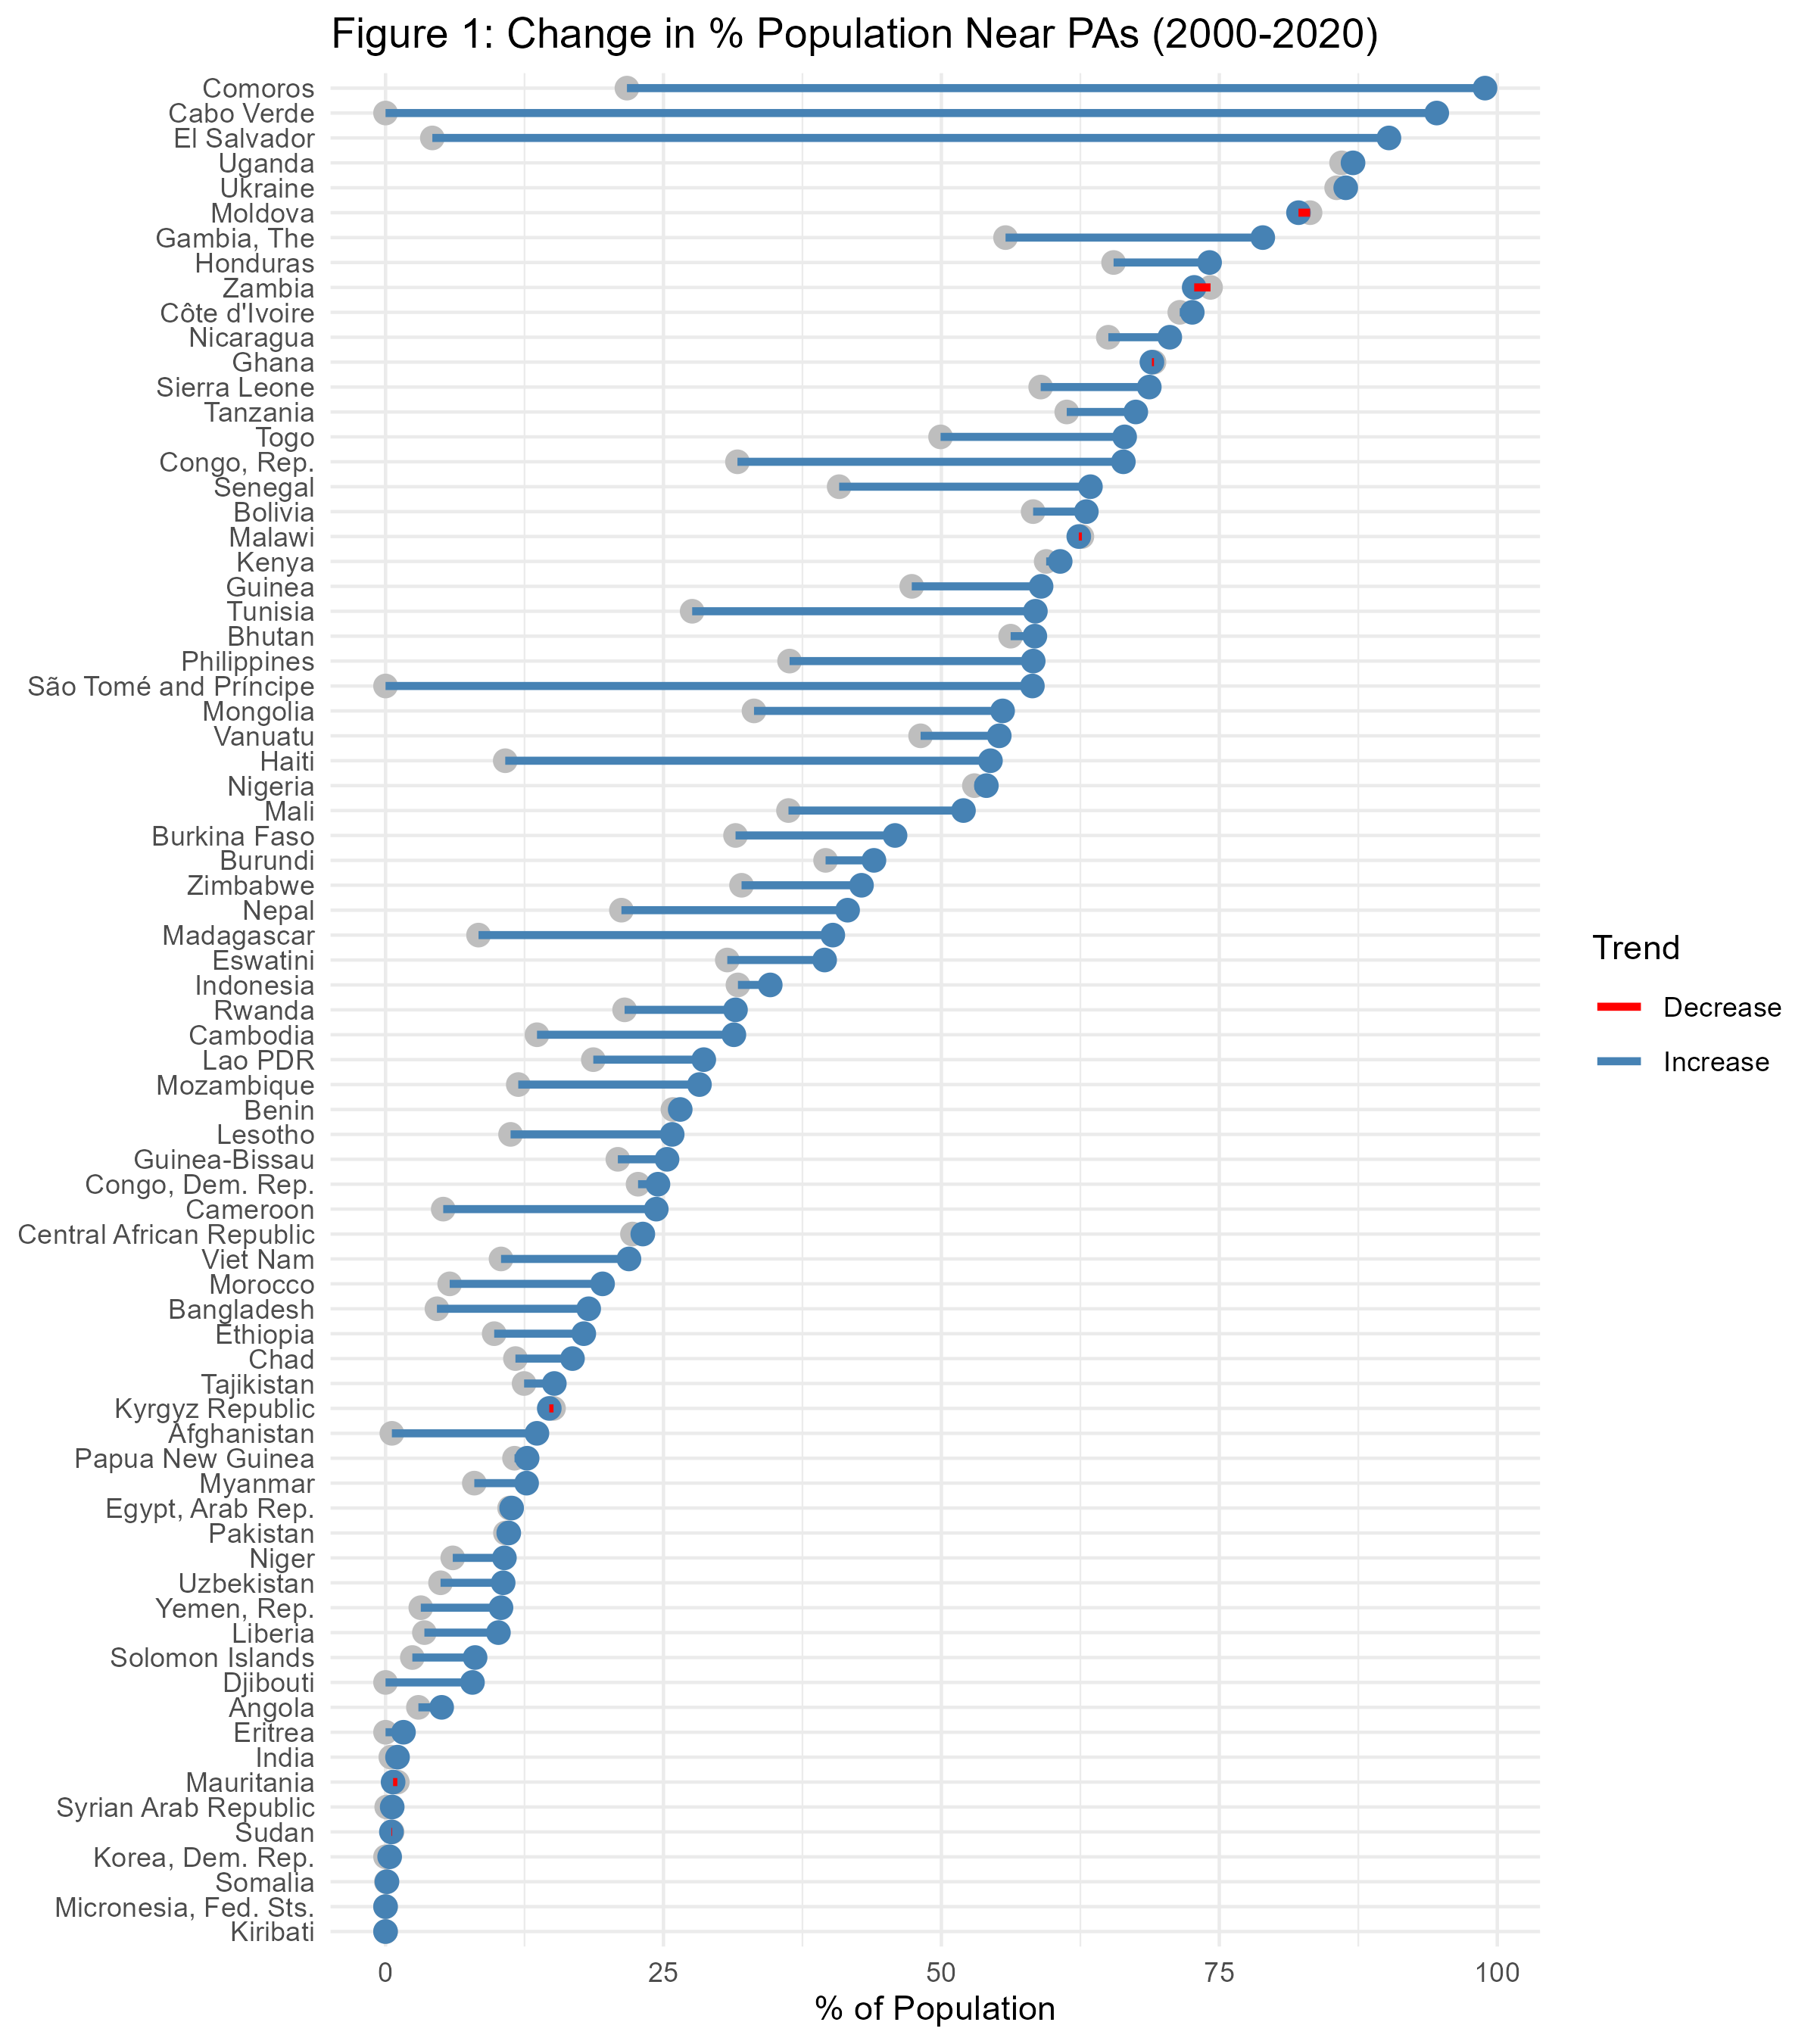 Figure 1: Change in % Population Near PAs (2000-2020)
Comoros
Cabo Verde
El Salvador
Uganda
Ukraine
Moldova
Gambia, The
Honduras
Zambia
Côte d'Ivoire
Nicaragua
Ghana
Sierra Leone
Tanzania
Togo
Congo, Rep.
Senegal
Bolivia
Malawi
Kenya
Guinea
Tunisia
Bhutan
Philippines
São Tomé and Príncipe
Mongolia
Vanuatu
Haiti
Nigeria
Mali
Burkina Faso
Burundi
Zimbabwe
Nepal
Madagascar
Eswatini
Indonesia
Rwanda
Cambodia
Lao PDR
Mozambique
Benin
Lesotho
Guinea-Bissau
Congo, Dem. Rep.
Cameroon
Central African Republic
Viet Nam
Morocco
Bangladesh
Ethiopia
Chad
Tajikistan
Kyrgyz Republic
Afghanistan
Papua New Guinea
Myanmar
Egypt, Arab Rep.
Pakistan
Niger
Uzbekistan
Yemen, Rep.
Liberia
Solomon Islands
Djibouti
Angola
Eritrea
India
Mauritania
Syrian Arab Republic
Sudan
Korea, Dem. Rep.
Somalia
Micronesia, Fed. Sts.
Kiribati
0 25 50 75 100
% of Population
Trend
Decrease
Increase